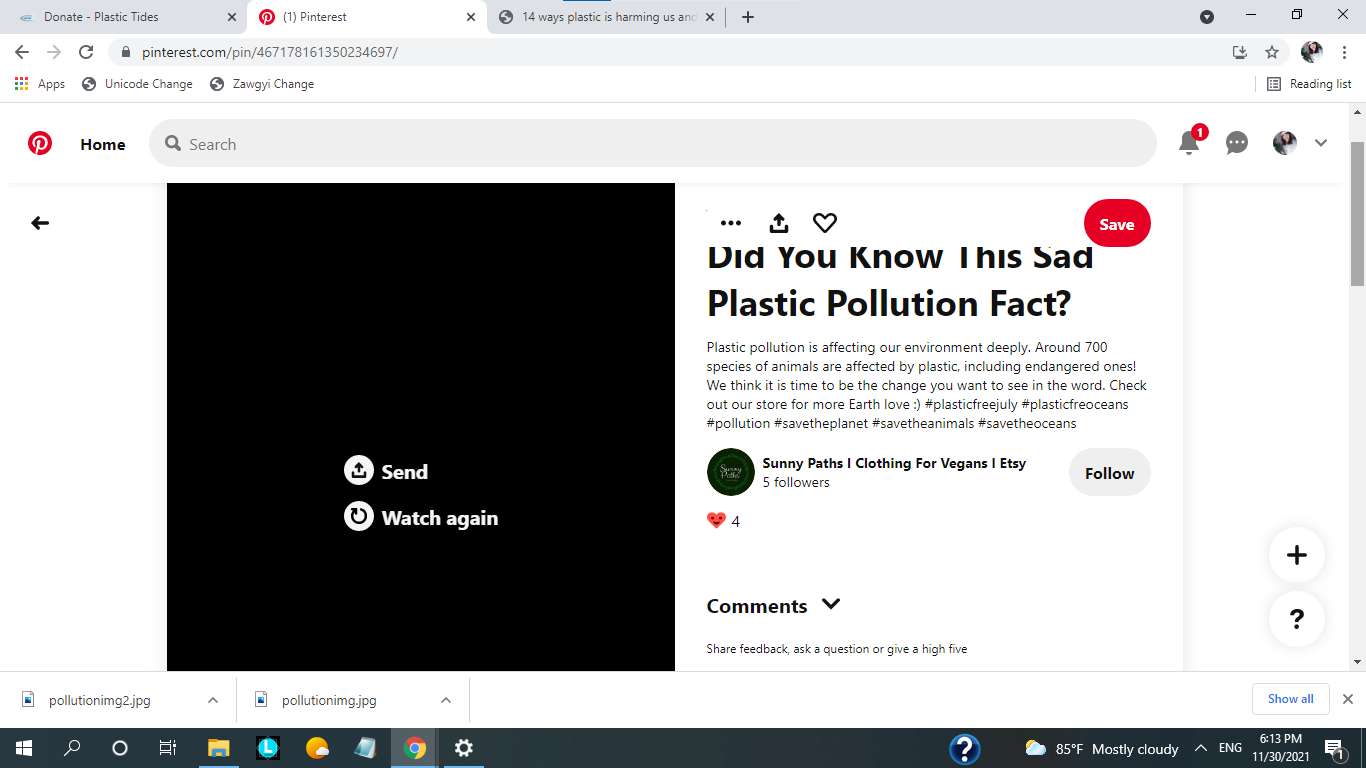 Donate - Plastic Tides
(1) Pinterest
14 ways plastic is harming us and
pinterest.com/pin/467178161350234697/
Apps
Unicode Change
Zawgyi Change
Reading list
Home
Search
1
Save
Did You Know This Sad
Plastic Pollution Fact?
Plastic pollution is affecting our environment deeply. Around 700
species of animals are affected by plastic, including endangered ones!
We think it is time to be the change you want to see in the word. Check
out our store for more Earth love :) #plasticfreejuly #plasticfreoceans
#pollution #savetheplanet #savetheanimals #savetheoceans
Sunny Paths
Sunny Paths I Clothing For Vegans I Etsy
5 followers
Follow
4
Send
Watch again
Comments
Share feedback, ask a question or give a high five
+
?
pollutionimg2.jpg
pollutionimg.jpg
Show all
L
?
85°F Mostly cloudy
ENG
6:13 PM
11/30/2021
1